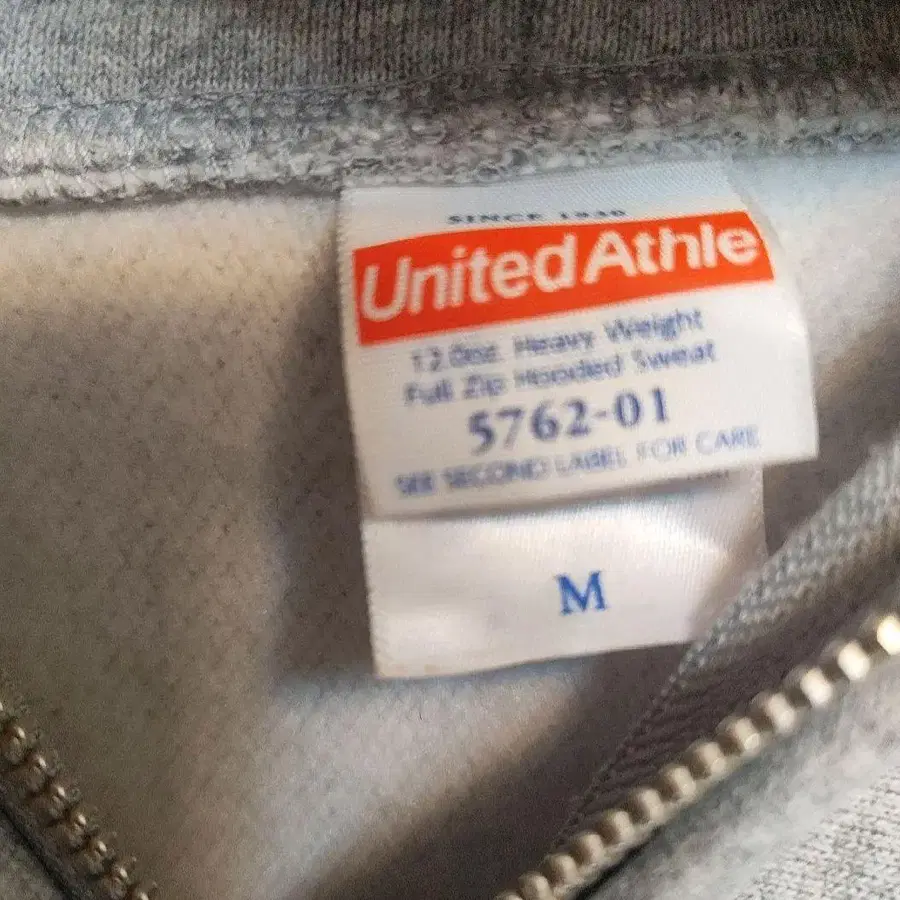 SINCE 1930
United Athle
12.0oz. Heavy Weight
Full Zip Hooded Sweat
5762-01
SEE SECOND LABEL FOR CARE
M